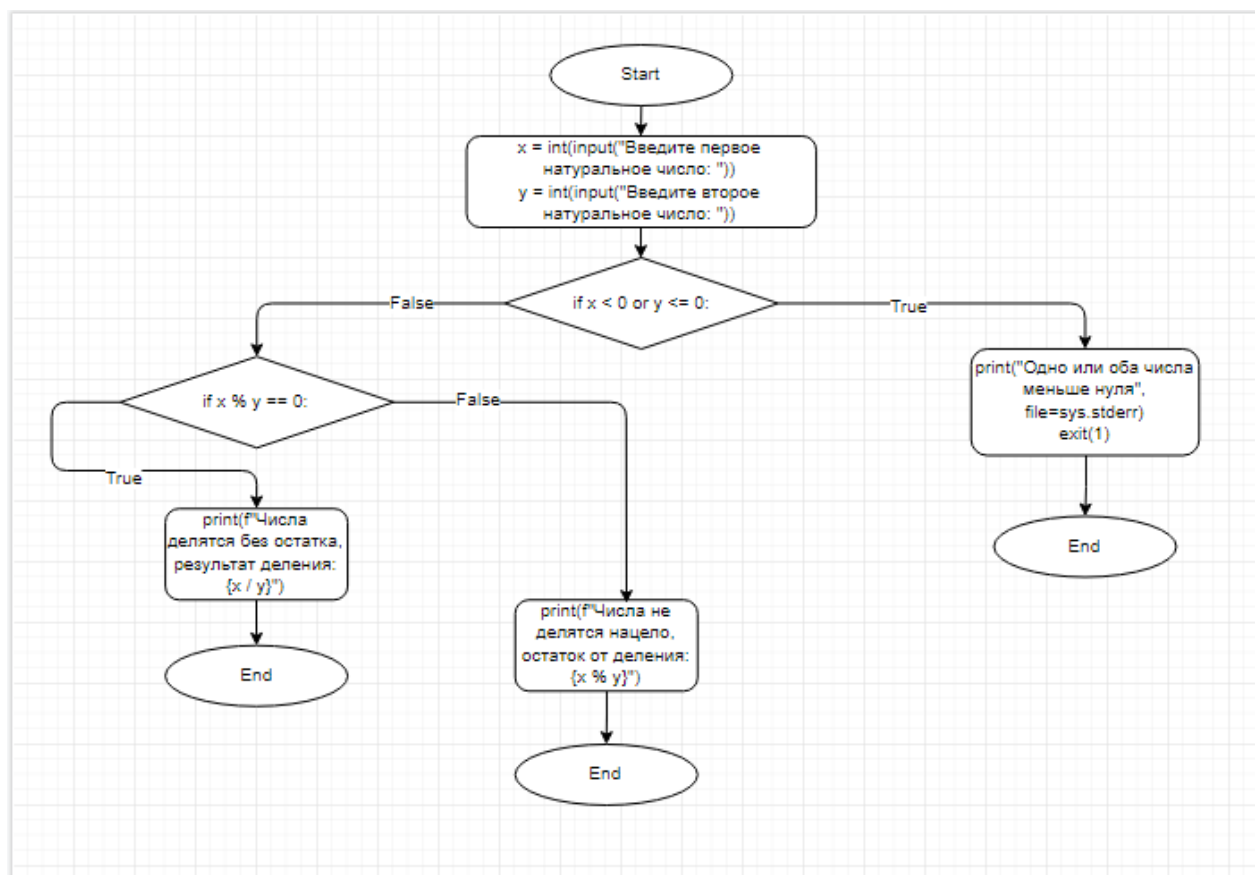 Start
x = int(input("Введите первое
натуральное число: "))
y = int(input("Введите второе
натуральное число: "))
if x < 0 or y <= 0:
False
True
if x % y == 0:
False
True
print("Одно или оба числа
меньше нуля",
file=sys.stderr)
exit(1)
End
print(f"Числа
делятся без остатка,
результат деления:
{x / y}")
End
print(f"Числа не
делятся нацело,
остаток от деления:
{x % y}")
End